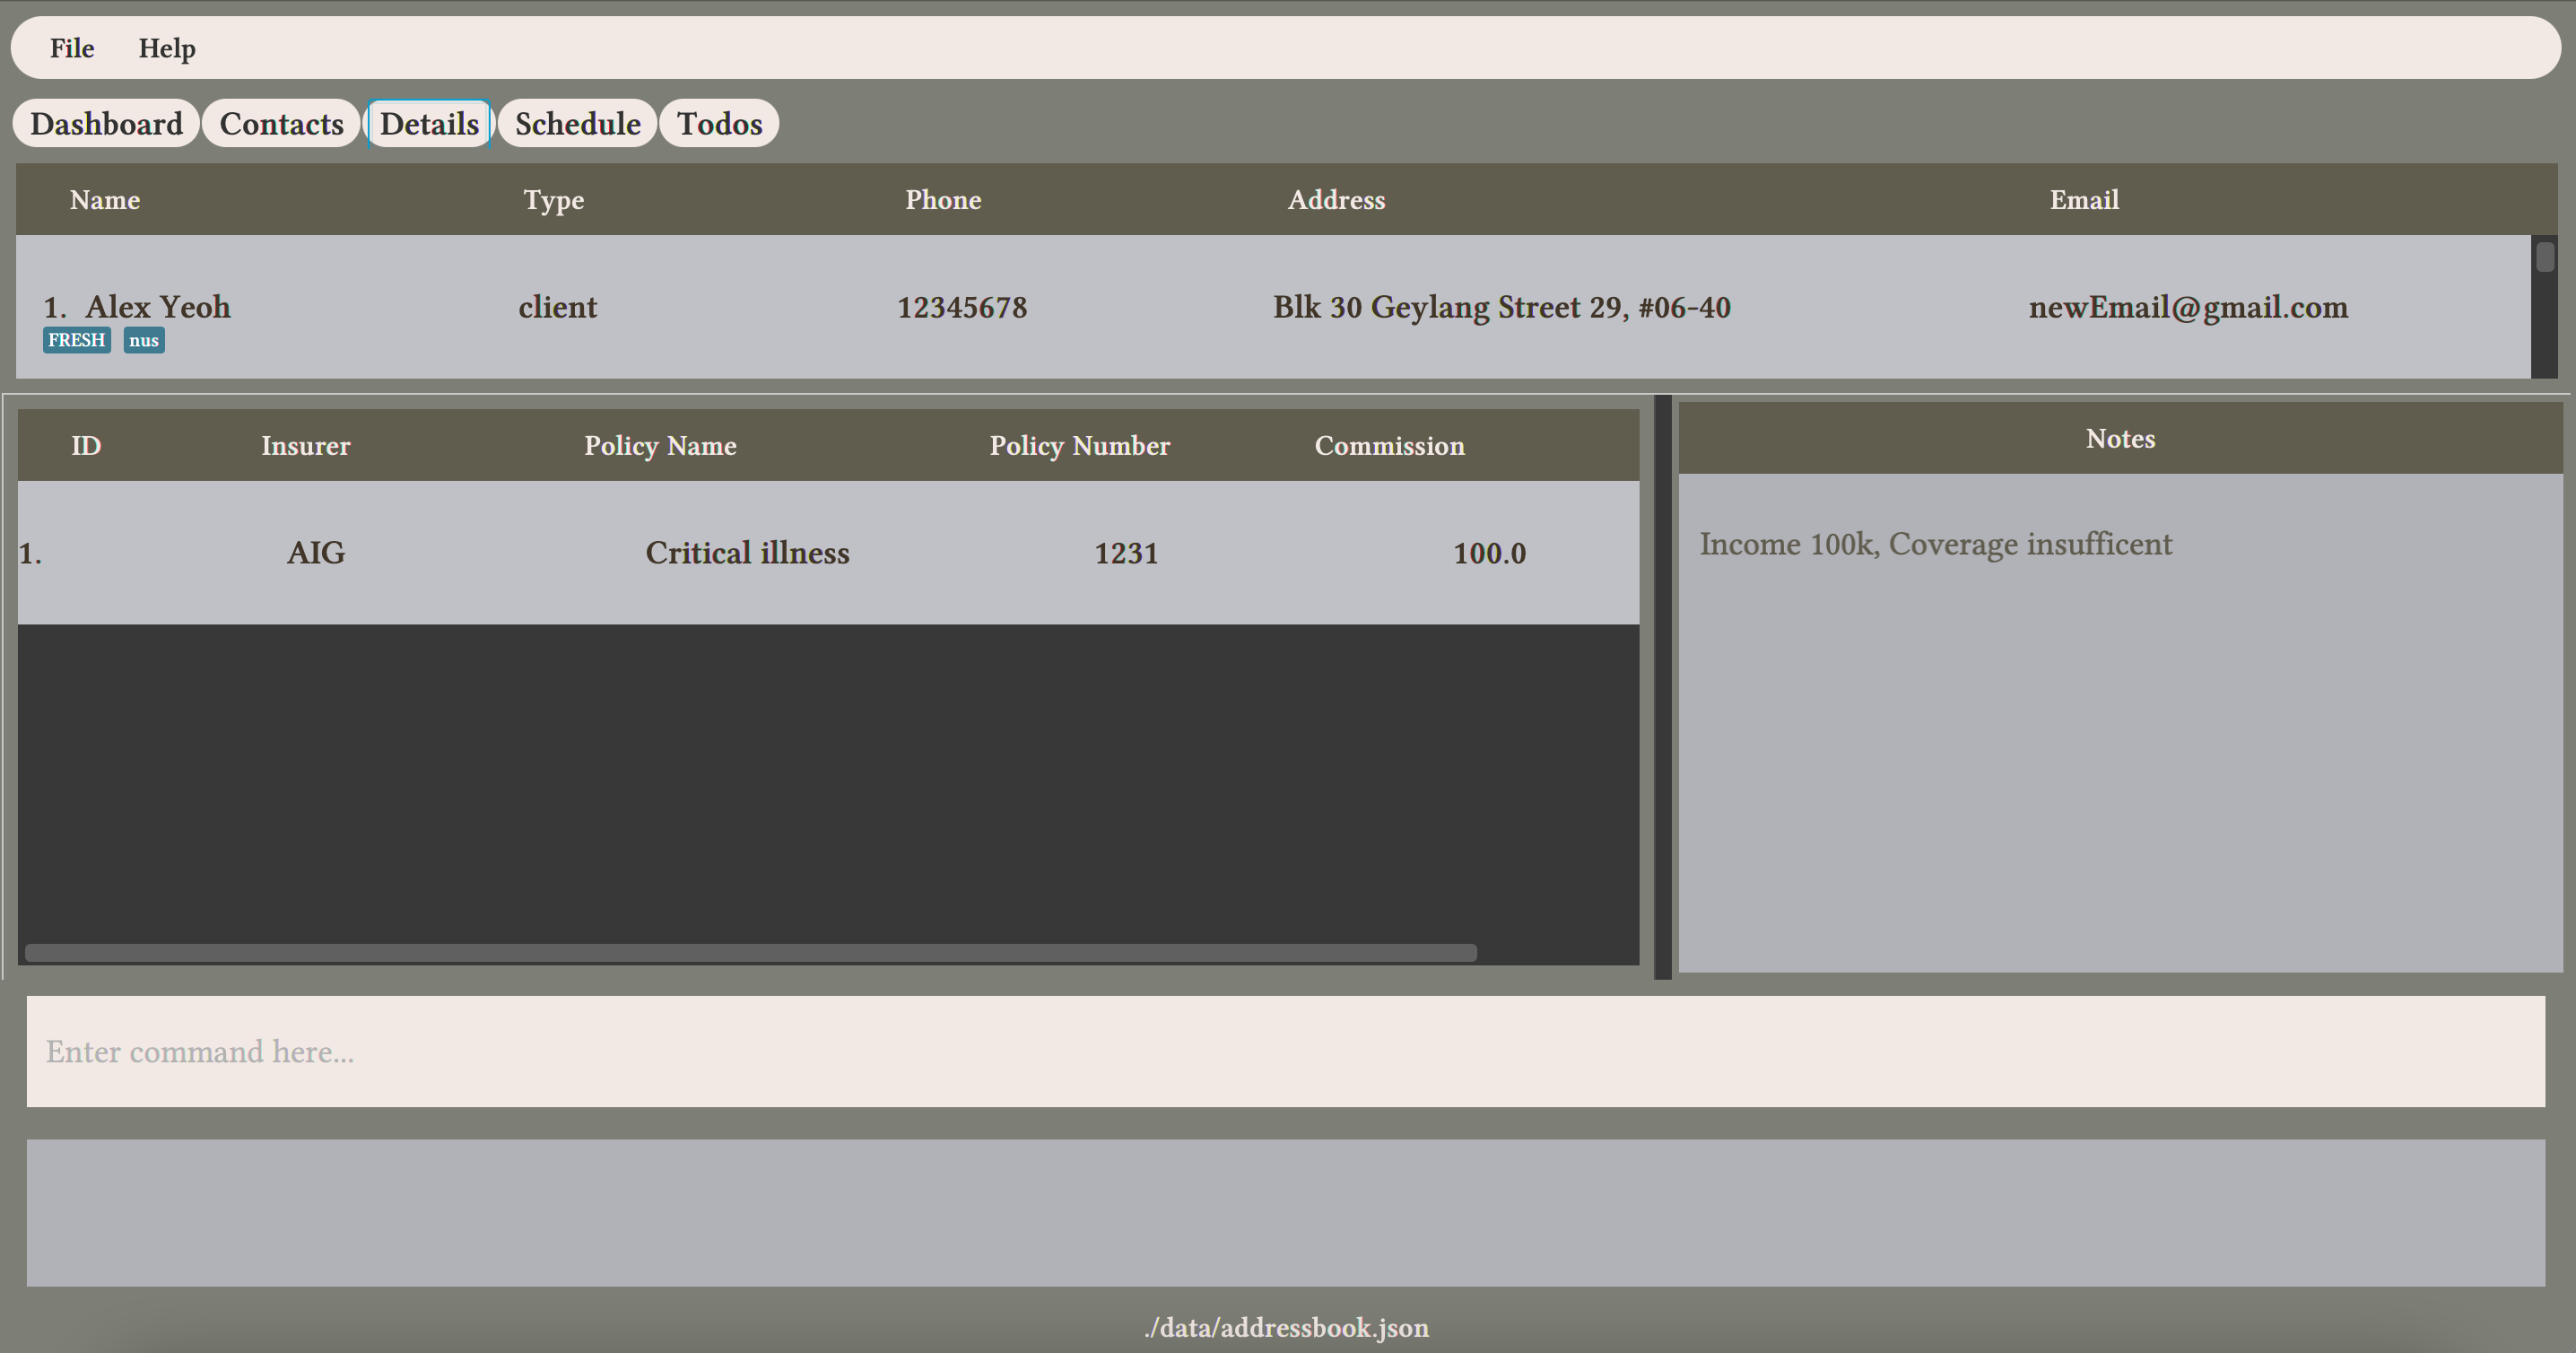 File Help
Dashboard Contacts Details Schedule Todos
Name Type Phone Address Email
1. Alex Yeoh client 12345678 Blk 30 Geylang Street 29, #06-40 newEmail@gmail.com
FRESH nus
ID Insurer Policy Name Policy Number Commission
1. AIG Critical illness 1231 100.0
Notes
Income 100k, Coverage insufficent
Enter command here...
./data/addressbook.json